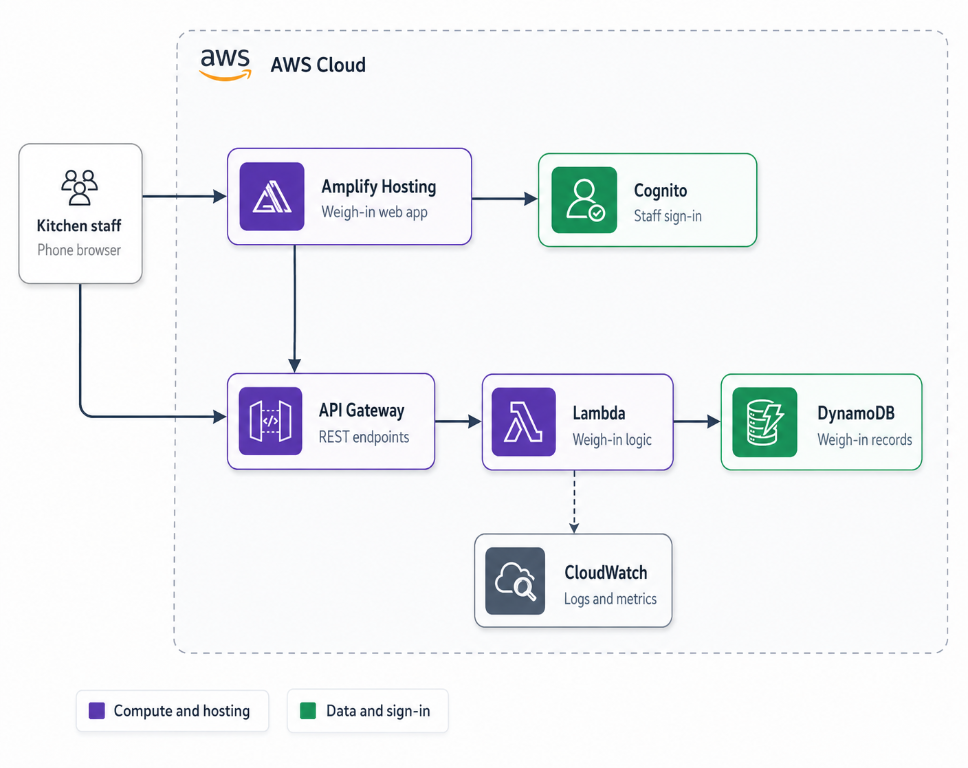 aws
AWS Cloud
Kitchen staff
Phone browser
Amplify Hosting
Weigh-in web app
Cognito
Staff sign-in
API Gateway
REST endpoints
</>
Lambda
Weigh-in logic
DynamoDB
Weigh-in records
CloudWatch
Logs and metrics
Compute and hosting
Data and sign-in